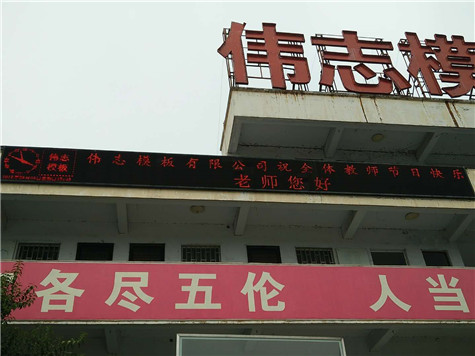 伟志模
伟志
模板
伟志模板有限公司祝全体教师节日快乐
老师您好
各尽五伦 人当